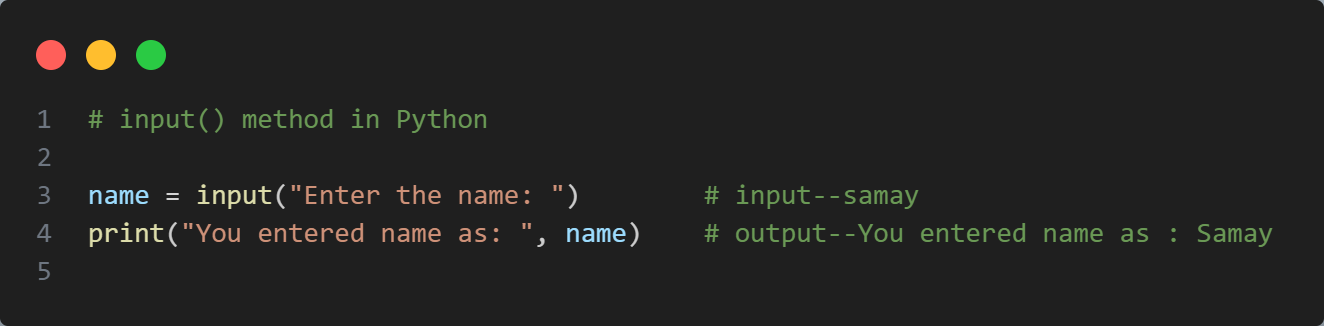 1 # input() method in Python
2
3 name = input("Enter the name: ") # input--samay
4 print("You entered name as: ", name) # output--You entered name as : Samay
5